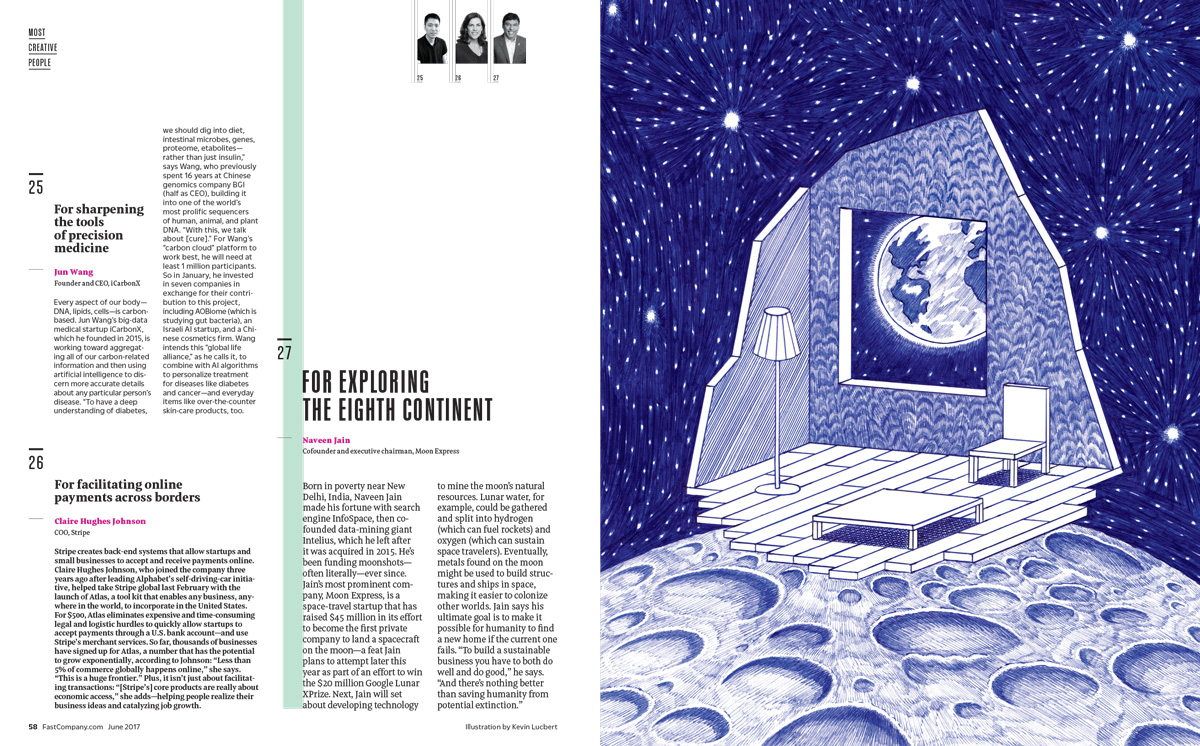 MOST
CREATIVE
PEOPLE
25
26
27
25
For sharpening
the tools
of precision
medicine
Jun Wang
Founder and CEO, iCarbonX
Every aspect of our body—
DNA, lipids, cells—is carbon-
based. Jun Wang's big-data
medical startup iCarbonX,
which he founded in 2015, is
working toward aggregat-
ing all of our carbon-related
information and then using
artificial intelligence to dis-
cern more accurate details
about any particular person's
disease. "To have a deep
understanding of diabetes,
we should dig into diet,
intestinal microbes, genes,
proteome, etabolites—
rather than just insulin,"
says Wang, who previously
spent 16 years at Chinese
genomics company BGI
(half as CEO), building it
into one of the world's
most prolific sequencers
of human, animal, and plant
DNA. "With this, we talk
about [cure]." For Wang's
"carbon cloud" platform to
work best, he will need at
least 1 million participants.
So in January, he invested
in seven companies in
exchange for their contri-
bution to this project,
including AOBiome (which is
studying gut bacteria), an
Israeli AI startup, and a Chi-
nese cosmetics firm. Wang
intends this "global life
alliance," as he calls it, to
combine with AI algorithms
to personalize treatment
for diseases like diabetes
and cancer—and everyday
items like over-the-counter
skin-care products, too.
26
For facilitating online
payments across borders
Claire Hughes Johnson
COO, Stripe
Stripe creates back-end systems that allow startups and
small businesses to accept and receive payments online.
Claire Hughes Johnson, who joined the company three
years ago after leading Alphabet's self-driving-car initia-
tive, helped take Stripe global last February with the
launch of Atlas, a tool kit that enables any business, any-
where in the world, to incorporate in the United States.
For $500, Atlas eliminates expensive and time-consuming
legal and logistic hurdles to quickly allow startups to
accept payments through a U.S. bank account—and use
Stripe's merchant services. So far, thousands of businesses
have signed up for Atlas, a number that has the potential
to grow exponentially, according to Johnson: "Less than
5% of commerce globally happens online," she says.
"This is a huge frontier." Plus, it isn't just about facilitat-
ing transactions: "[Stripe's] core products are really about
economic access," she adds—helping people realize their
business ideas and catalyzing job growth.
27
FOR EXPLORING
THE EIGHTH CONTINENT
Naveen Jain
Cofounder and executive chairman, Moon Express
Born in poverty near New
Delhi, India, Naveen Jain
made his fortune with search
engine InfoSpace, then co-
founded data-mining giant
Intelius, which he left after
it was acquired in 2015. He's
been funding moonshots—
often literally—ever since.
Jain's most prominent com-
pany, Moon Express, is a
space-travel startup that has
raised $45 million in its effort
to become the first private
company to land a spacecraft
on the moon—a feat Jain
plans to attempt later this
year as part of an effort to win
the $20 million Google Lunar
XPrize. Next, Jain will set
about developing technology
to mine the moon's natural
resources. Lunar water, for
example, could be gathered
and split into hydrogen
(which can fuel rockets) and
oxygen (which can sustain
space travelers). Eventually,
metals found on the moon
might be used to build struc-
tures and ships in space,
making it easier to colonize
other worlds. Jain says his
ultimate goal is to make it
possible for humanity to find
a new home if the current one
fails. "To build a sustainable
business you have to both do
well and do good," he says.
"And there's nothing better
than saving humanity from
potential extinction."
58 FastCompany.com June 2017
Illustration by Kevin Lucbert